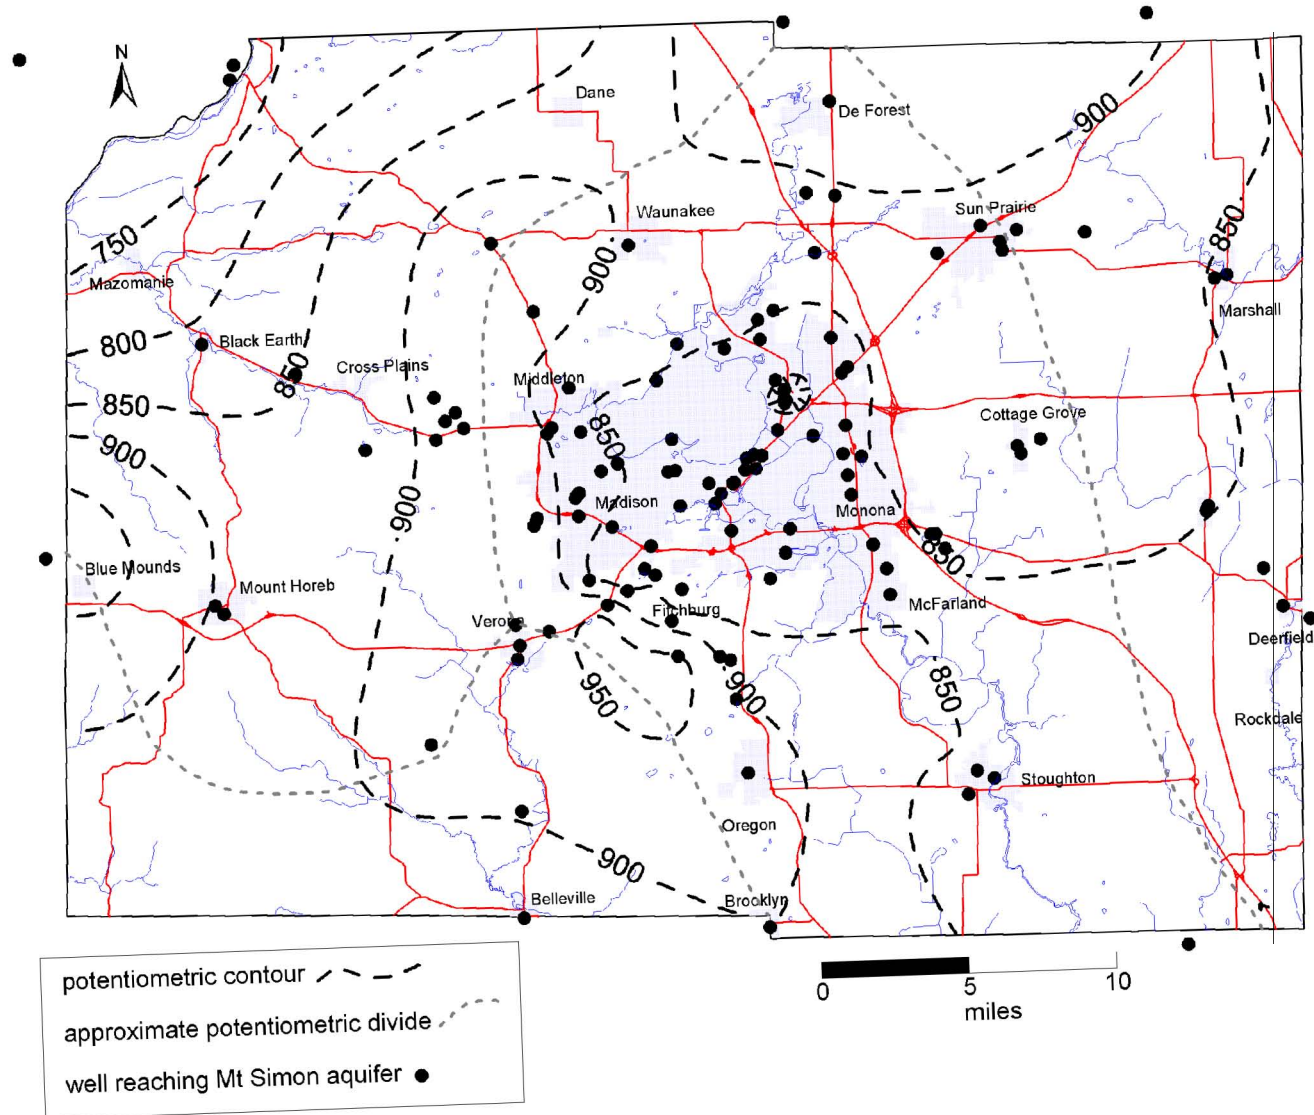 N
Dane
De Forest
900
Waunakee
Sun Prairie
750
900
850
Mazomanie
Marshall
800
Black Earth
Cross Plains
850
Middleton
850
Cottage Grove
850
900
900
Madison
Monona
850
Blue Mounds
Mount Horeb
Verona
Fitchburg
McFarland
Deerfield
950
900
850
Rockdale
Stoughton
Oregon
900
Belleville
Brooklyn
potentiometric contour
approximate potentiometric divide
well reaching Mt Simon aquifer
0 5 10
miles